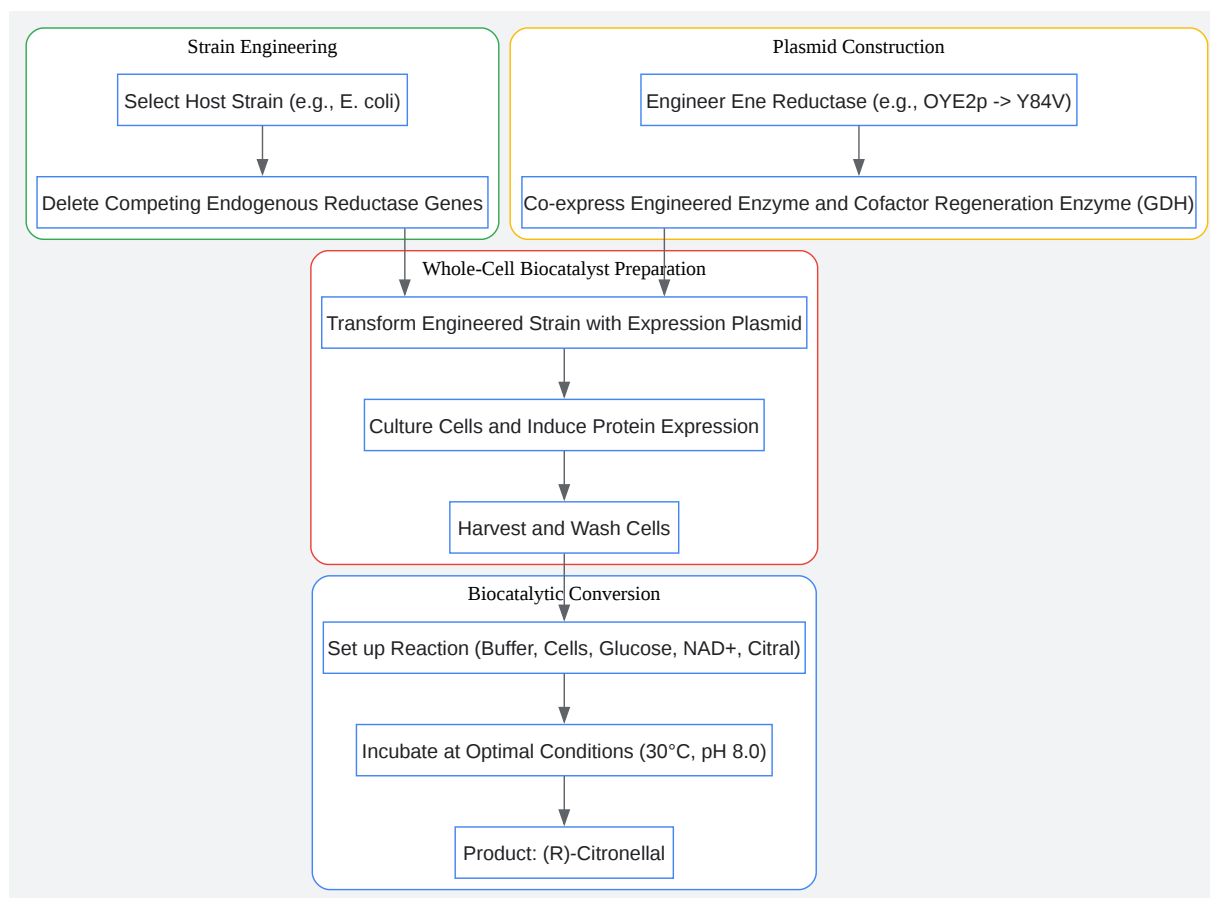 Strain Engineering
Select Host Strain (e.g., E. coli)
Delete Competing Endogenous Reductase Genes
Plasmid Construction
Engineer Ene Reductase (e.g., OYE2p -> Y84V)
Co-express Engineered Enzyme and Cofactor Regeneration Enzyme (GDH)
Whole-Cell Biocatalyst Preparation
Transform Engineered Strain with Expression Plasmid
Culture Cells and Induce Protein Expression
Harvest and Wash Cells
Biocatalytic Conversion
Set up Reaction (Buffer, Cells, Glucose, NAD+, Citral)
Incubate at Optimal Conditions (30°C, pH 8.0)
Product: (R)-Citronellal